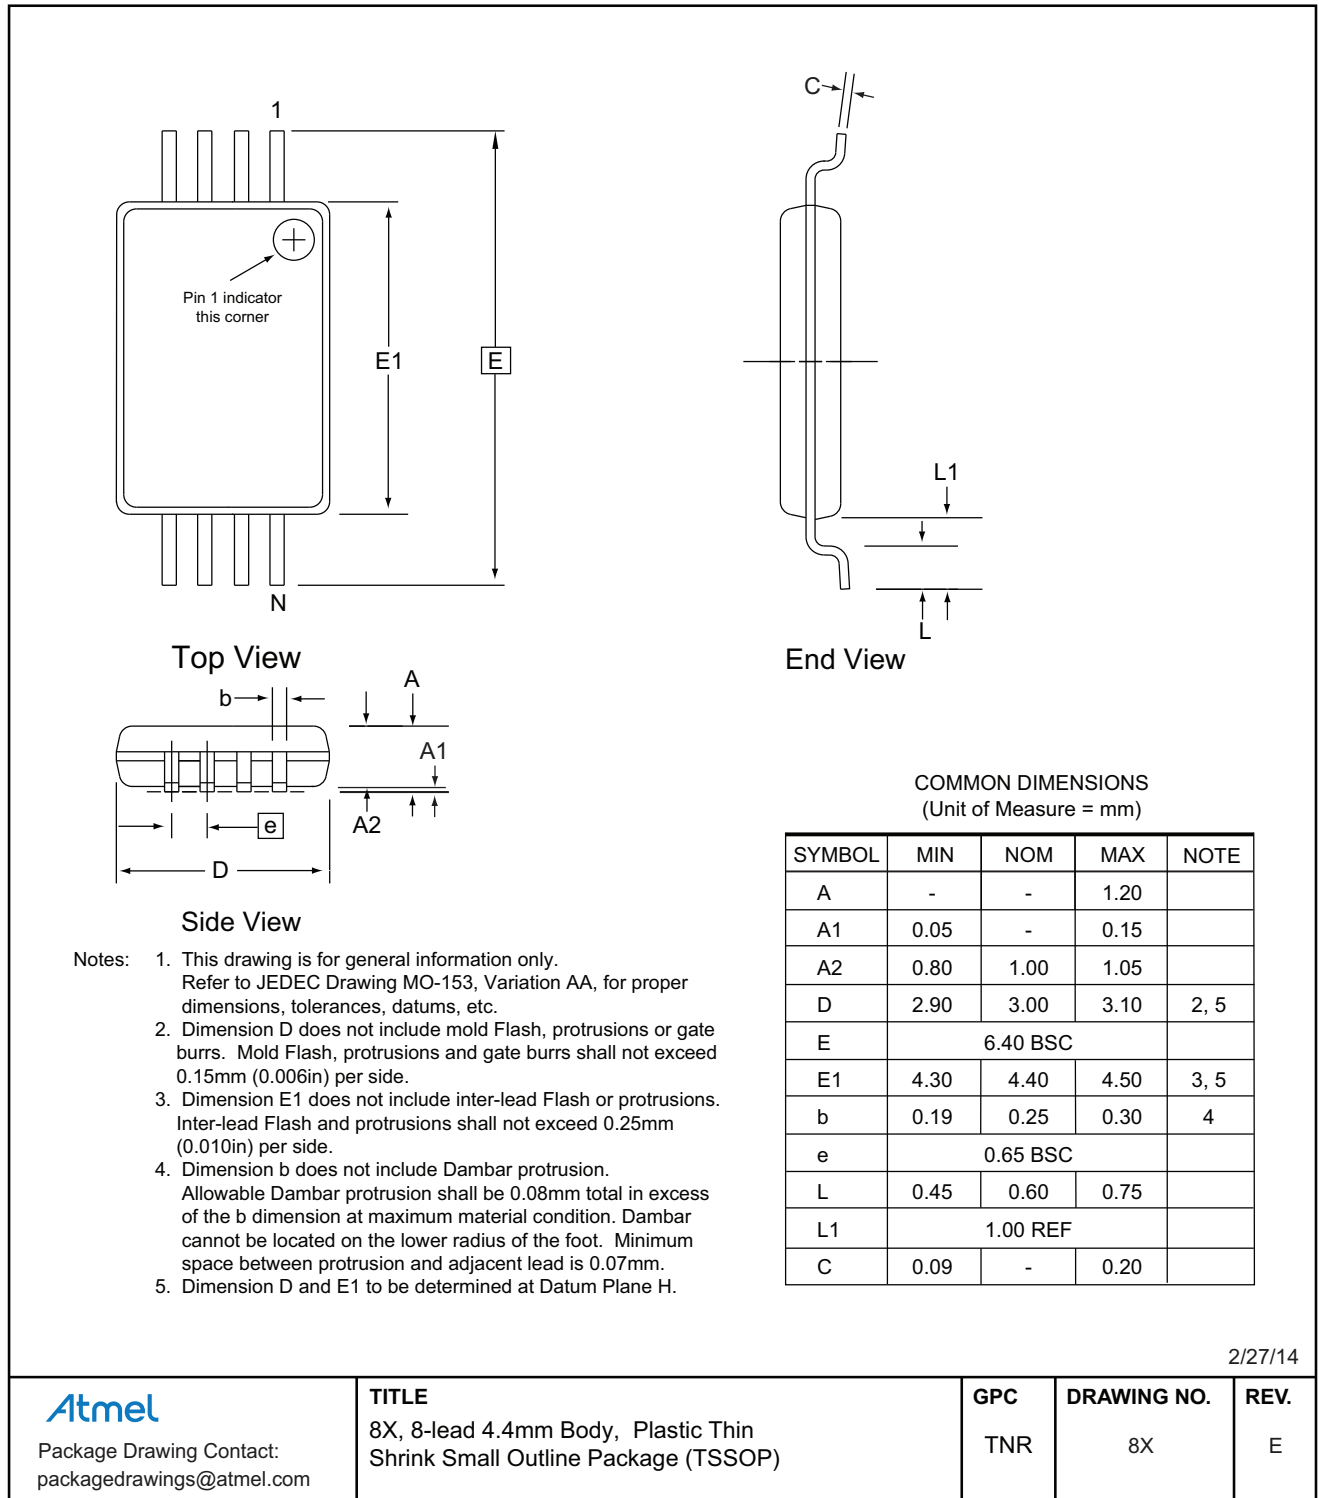 1
Pin 1 indicator
this corner
E1
E
N
Top View
C
L1
L
End View
b
A
A1
e
A2
D
Side View
COMMON DIMENSIONS
(Unit of Measure = mm)
SYMBOL MIN NOM MAX NOTE
A - - 1.20
A1 0.05 - 0.15
A2 0.80 1.00 1.05
D 2.90 3.00 3.10 2, 5
E 6.40 BSC
E1 4.30 4.40 4.50 3, 5
b 0.19 0.25 0.30 4
e 0.65 BSC
L 0.45 0.60 0.75
L1 1.00 REF
C 0.09 - 0.20
Notes: 1. This drawing is for general information only.
Refer to JEDEC Drawing MO-153, Variation AA, for proper
dimensions, tolerances, datums, etc.
2. Dimension D does not include mold Flash, protrusions or gate
burrs. Mold Flash, protrusions and gate burrs shall not exceed
0.15mm (0.006in) per side.
3. Dimension E1 does not include inter-lead Flash or protrusions.
Inter-lead Flash and protrusions shall not exceed 0.25mm
(0.010in) per side.
4. Dimension b does not include Dambar protrusion.
Allowable Dambar protrusion shall be 0.08mm total in excess
of the b dimension at maximum material condition. Dambar
cannot be located on the lower radius of the foot. Minimum
space between protrusion and adjacent lead is 0.07mm.
5. Dimension D and E1 to be determined at Datum Plane H.
2/27/14
Atmel
Package Drawing Contact:
packagedrawings@atmel.com
TITLE
8X, 8-lead 4.4mm Body, Plastic Thin
Shrink Small Outline Package (TSSOP)
GPC
TNR
DRAWING NO.
8X
REV.
E